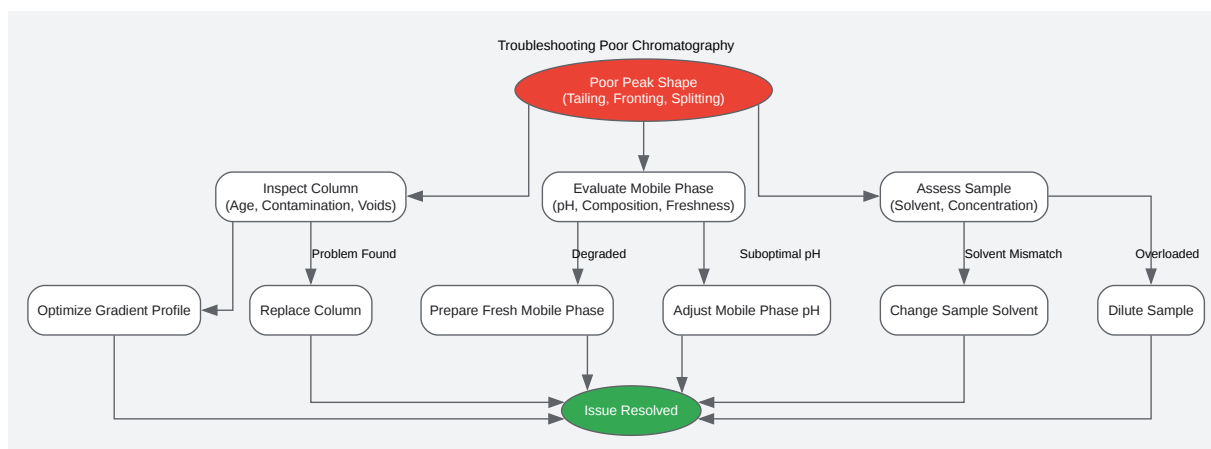 Troubleshooting Poor Chromatography
Poor Peak Shape
(Tailing, Fronting, Splitting)
Inspect Column
(Age, Contamination, Voids)
Evaluate Mobile Phase
(pH, Composition, Freshness)
Assess Sample
(Solvent, Concentration)
Problem Found
Degraded
Suboptimal pH
Solvent Mismatch
Overloaded
Optimize Gradient Profile
Replace Column
Prepare Fresh Mobile Phase
Adjust Mobile Phase pH
Change Sample Solvent
Dilute Sample
Issue Resolved